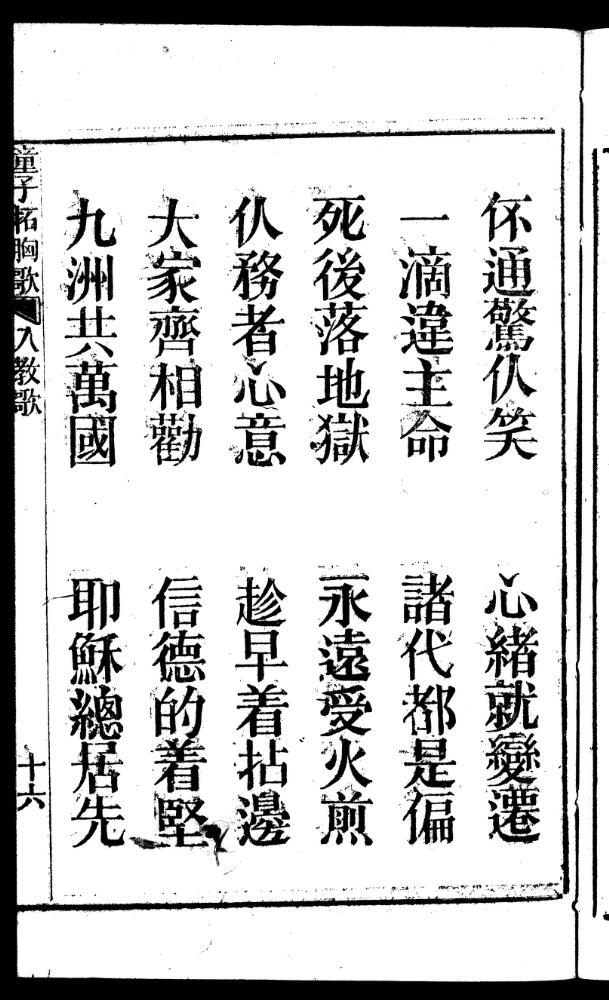 伓通驚仈笑　心緒就變遷
一滴違主命　諸代都是偏
死後落地獄　永遠受火煎
仈務者心意　趁早着拈邊
大家齊相勸　信德的着堅
九洲共萬國　耶穌總居先
童子拓胸歌　入教歌　十六